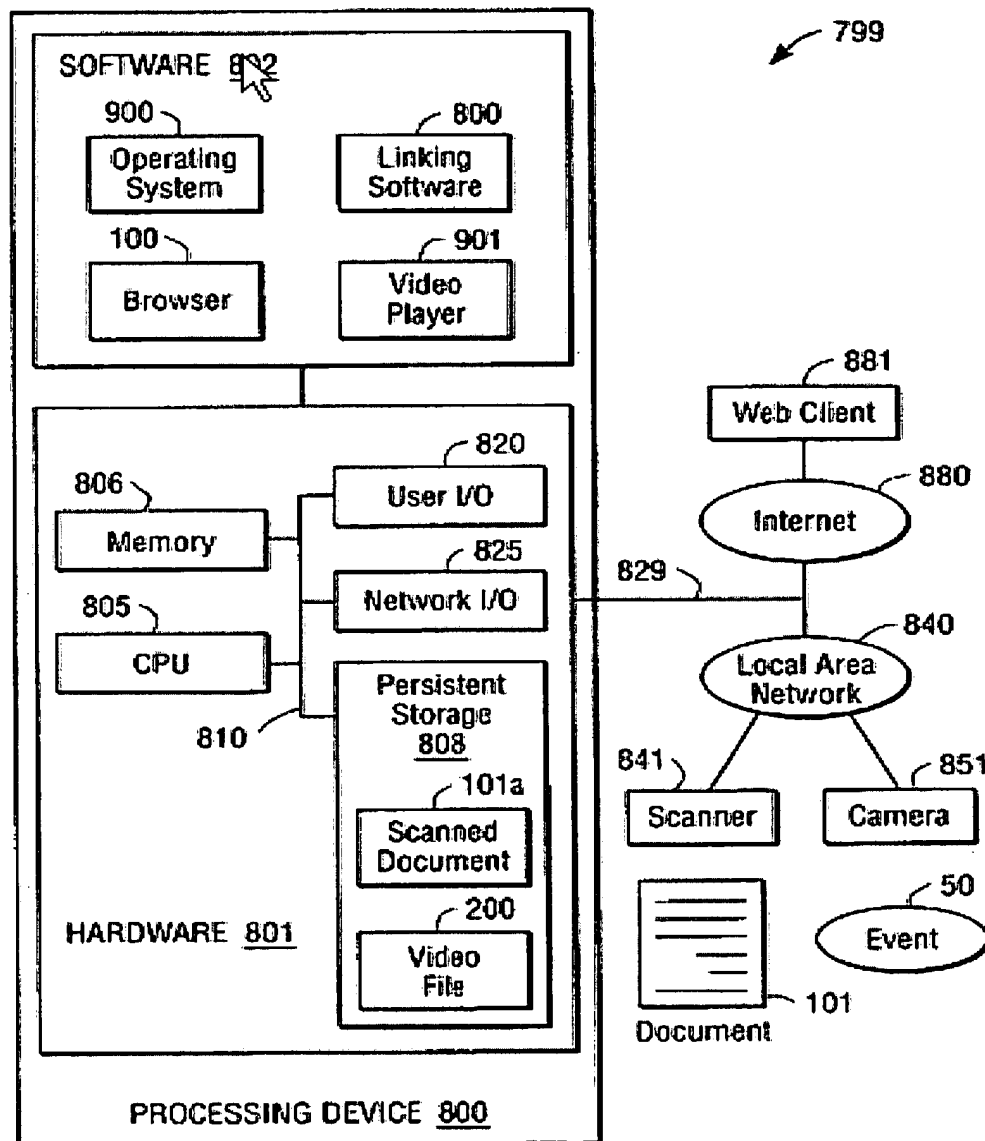 799
SOFTWARE 802
900
800
Operating
System
Linking
Software
100
901
Browser
Video
Player
881
Web Client
820
880
806
User I/O
Internet
Memory
825
829
805
Network I/O
840
CPU
Local Area
Network
Persistent
Storage
810
808
841
851
101a
Scanner
Camera
Scanned
Document
50
HARDWARE 801
200
Event
Video
File
101
Document
PROCESSING DEVICE 800